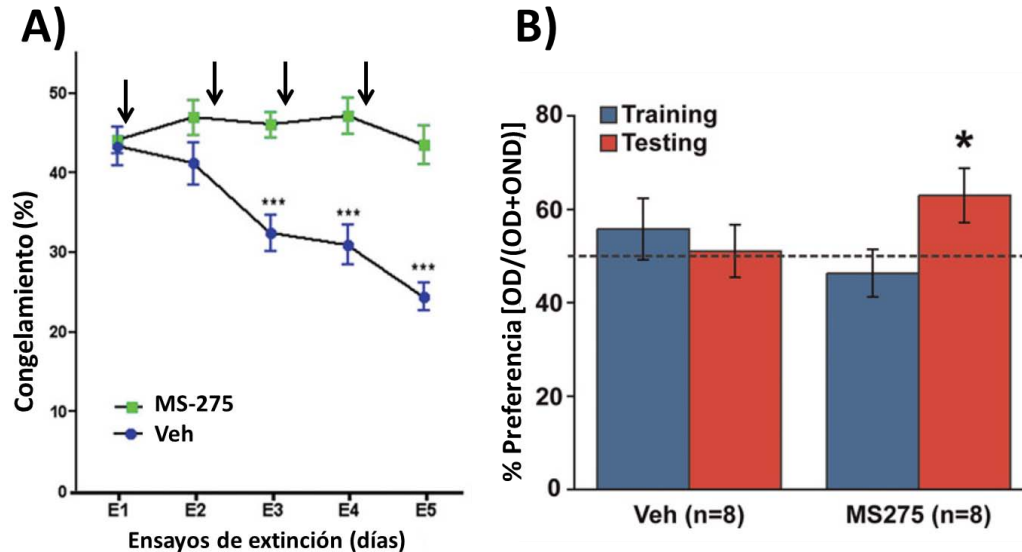 A)
Congelamiento (%)
50
40
30
20
10
0
***
***
***
MS-275
Veh
E1 E2 E3 E4 E5
Ensayos de extinción (días)
B)
% Preferencia [OD/(OD+OND)]
80
60
40
20
0
Training
Testing
*
Veh (n=8) MS275 (n=8)